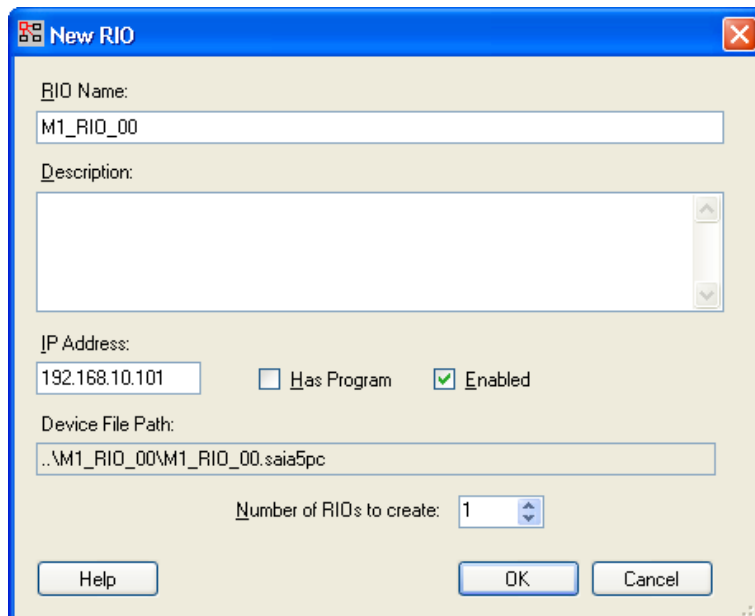 New RIO
RIO Name:
M1_RIO_00
Description:
IP Address:
192.168.10.101 Has Program Enabled
Device File Path:
..\M1_RIO_00\M1_RIO_00.saia5pc
Number of RIOs to create: 1
Help OK Cancel